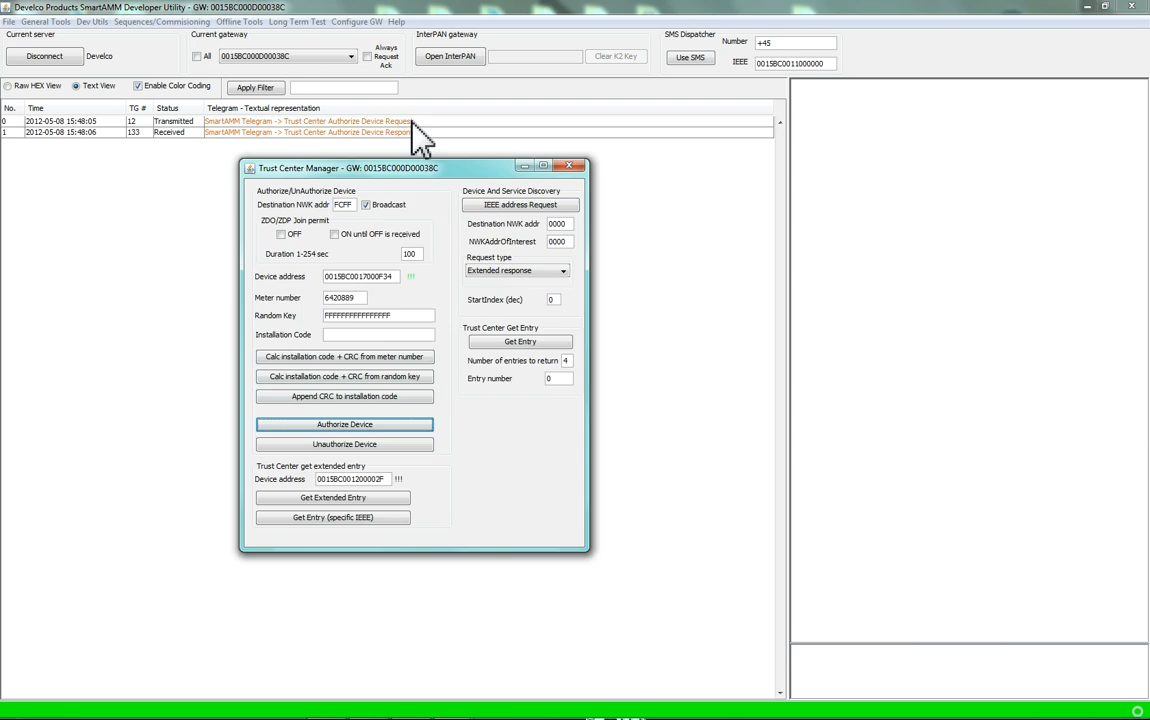 Develco Products SmartAMM Developer Utility - GW: 0015BC000D00038C
File General Tools Dev Utils Sequences/Commisioning Offline Tools Long Term Test Configure GW Help
Current server
Disconnect Develco
Current gateway
All 0015BC000D00038C
Always Request Ack
InterPAN gateway
Open InterPAN Clear K2 Key
SMS Dispatcher
Use SMS
Number +45
IEEE 0015BC0011000000
Raw HEX View Text View Enable Color Coding Apply Filter
No. Time TG # Status Telegram - Textual representation
0 2012-05-08 15:48:05 12 Transmitted SmartAMM Telegram -> Trust Center Authorize Device Request
1 2012-05-08 15:48:06 133 Received SmartAMM Telegram -> Trust Center Authorize Device Respon
Trust Center Manager - GW: 0015BC000D00038C
Authorize/UnAuthorize Device
Destination NWK addr FCFF Broadcast
ZDO/ZDP Join permit
OFF ON until OFF is received
Duration 1-254 sec 100
Device address 0015BC0017000F34 !!!
Meter number 6420889
Random Key FFFFFFFFFFFFFFFF
Installation Code
Calc installation code + CRC from meter number
Calc installation code + CRC from random key
Append CRC to installation code
Authorize Device
Unauthorize Device
Trust Center get extended entry
Device address 0015BC001200002F !!!
Get Extended Entry
Get Entry (specific IEEE)
Device And Service Discovery
IEEE address Request
Destination NWK addr 0000
NWKAddrOfInterest 0000
Request type
Extended response
StartIndex (dec) 0
Trust Center Get Entry
Get Entry
Number of entries to return 4
Entry number 0